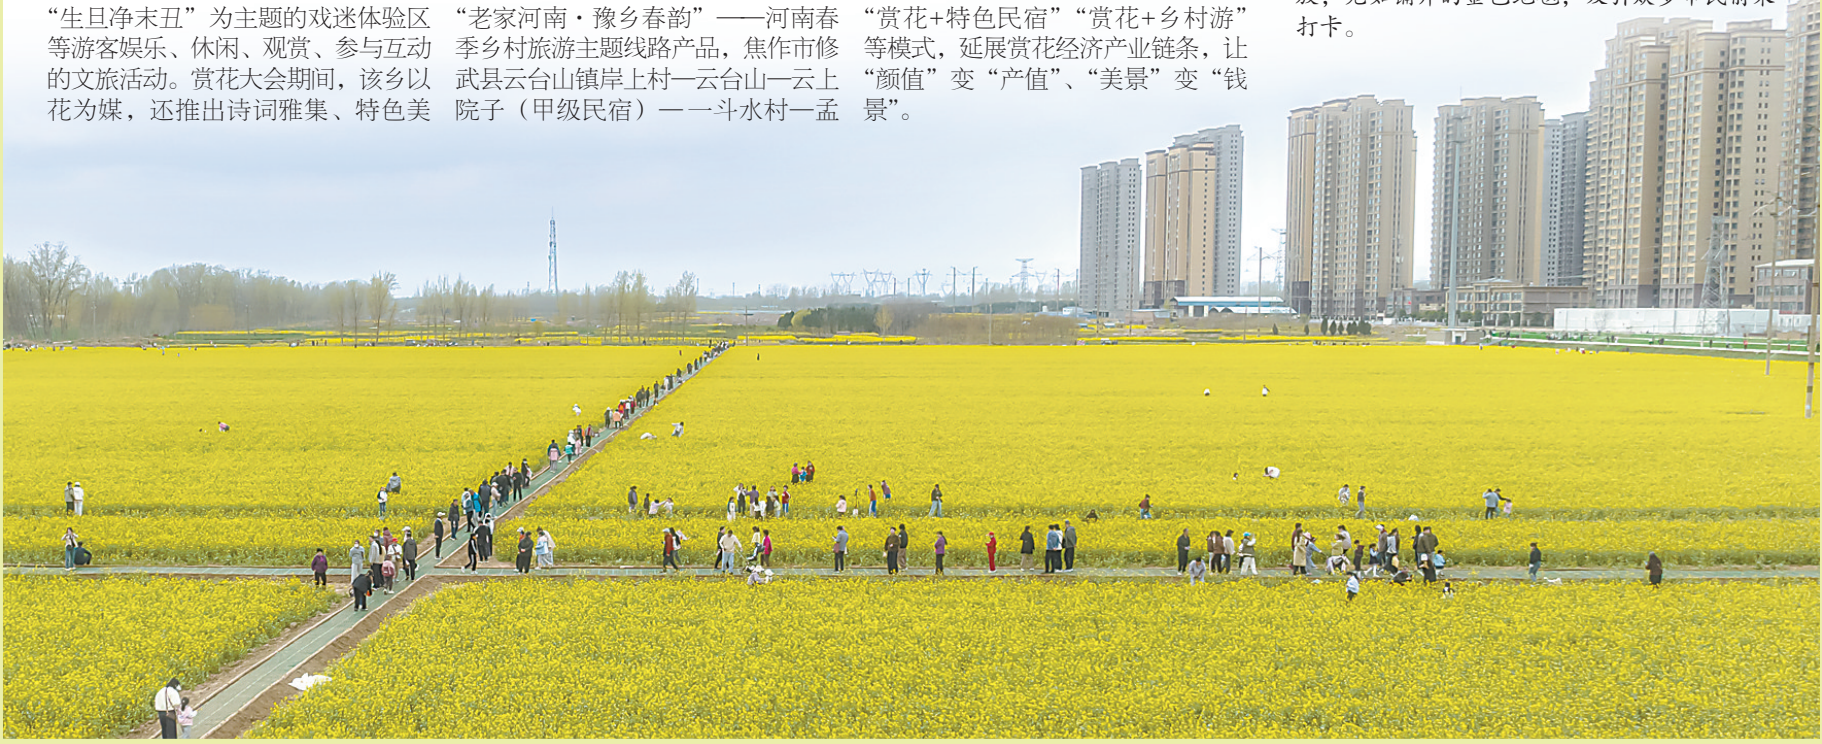 “生旦净末丑”为主题的戏迷体验区
等游客娱乐、休闲、观赏、参与互动
的文旅活动。赏花大会期间，该乡以
花为媒，还推出诗词雅集、特色美
“老家河南·豫乡春韵”——河南春
季乡村旅游主题线路产品，焦作市修
武县云台山镇岸上村—云台山—云上
院子（甲级民宿）—一斗水村—孟
“赏花+特色民宿”“赏花+乡村游”
等模式，延展赏花经济产业链条，让
“颜值”变“产值”、“美景”变“钱
景”。
打卡。